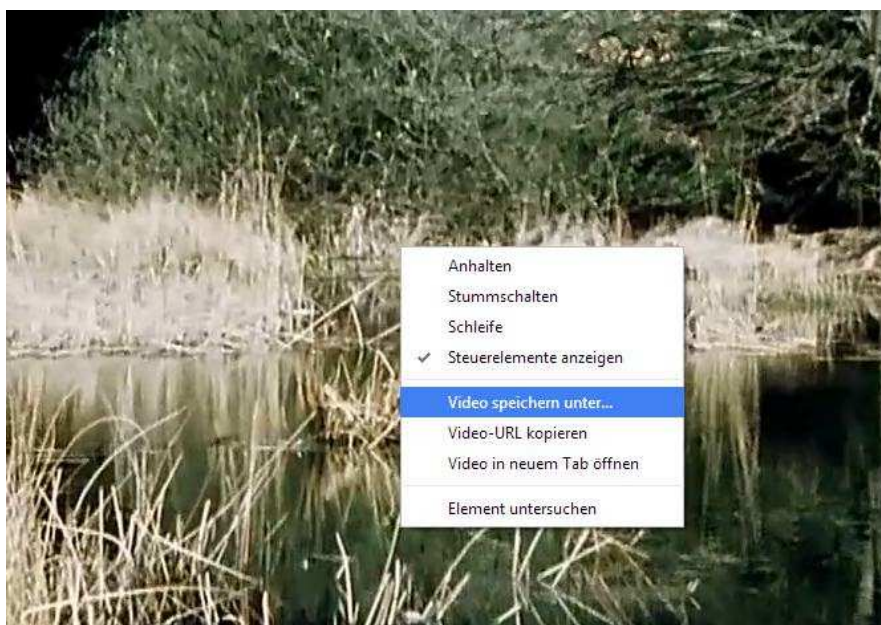 Anhalten
Stummschalten
Schleife
Steuerelemente anzeigen
Video speichern unter...
Video-URL kopieren
Video in neuem Tab öffnen
Element untersuchen